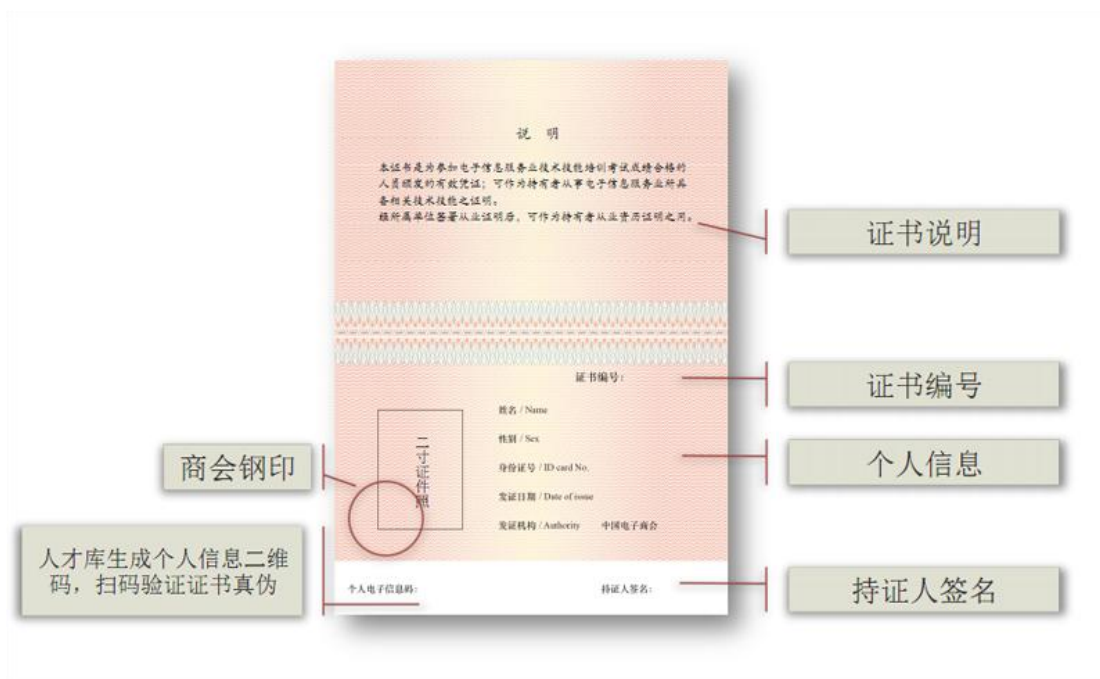 说 明
本证书是为参加电子信息服务业技术技能培训考试成绩合格的
人员颁发的有效凭证；可作为持有者从事电子信息服务业所具
备相关技术技能之证明。
经所属单位签署从业证明后，可作为持有者从业资历证明之用。
证书说明
证书编号：
证书编号
二寸证件照
姓名 / Name
性别 / Sex
身份证号 / ID card No.
发证日期 / Date of issue
发证机构 / Authority 中国电子商会
个人信息
商会钢印
人才库生成个人信息二维
码，扫码验证证书真伪
个人电子信息码：
持证人签名：
持证人签名